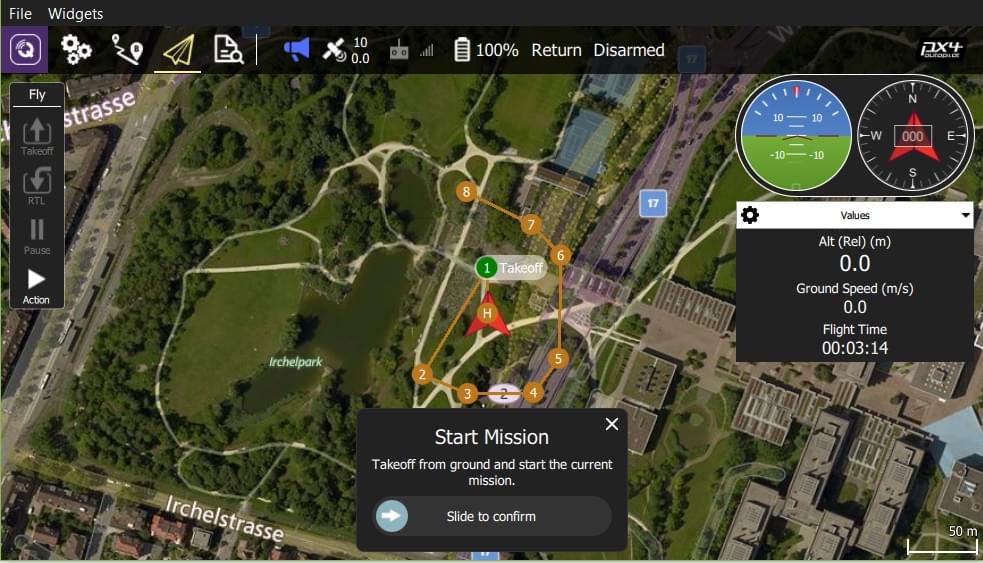 File Widgets
10
0.0
100% Return Disarmed
px4
autopilot
17
Fly
Takeoff
RTL
Pause
Action
strasse
17
N
W 000 E
S
10 10
-10 -10
Values
Alt (Rel) (m)
0.0
Ground Speed (m/s)
0.0
Flight Time
00:03:14
8
7
6
1 Takeoff
H
Irchelpark
2
5
3
2
4
Start Mission
Takeoff from ground and start the current
mission.
Slide to confirm
Irchelstrasse
17
50 m